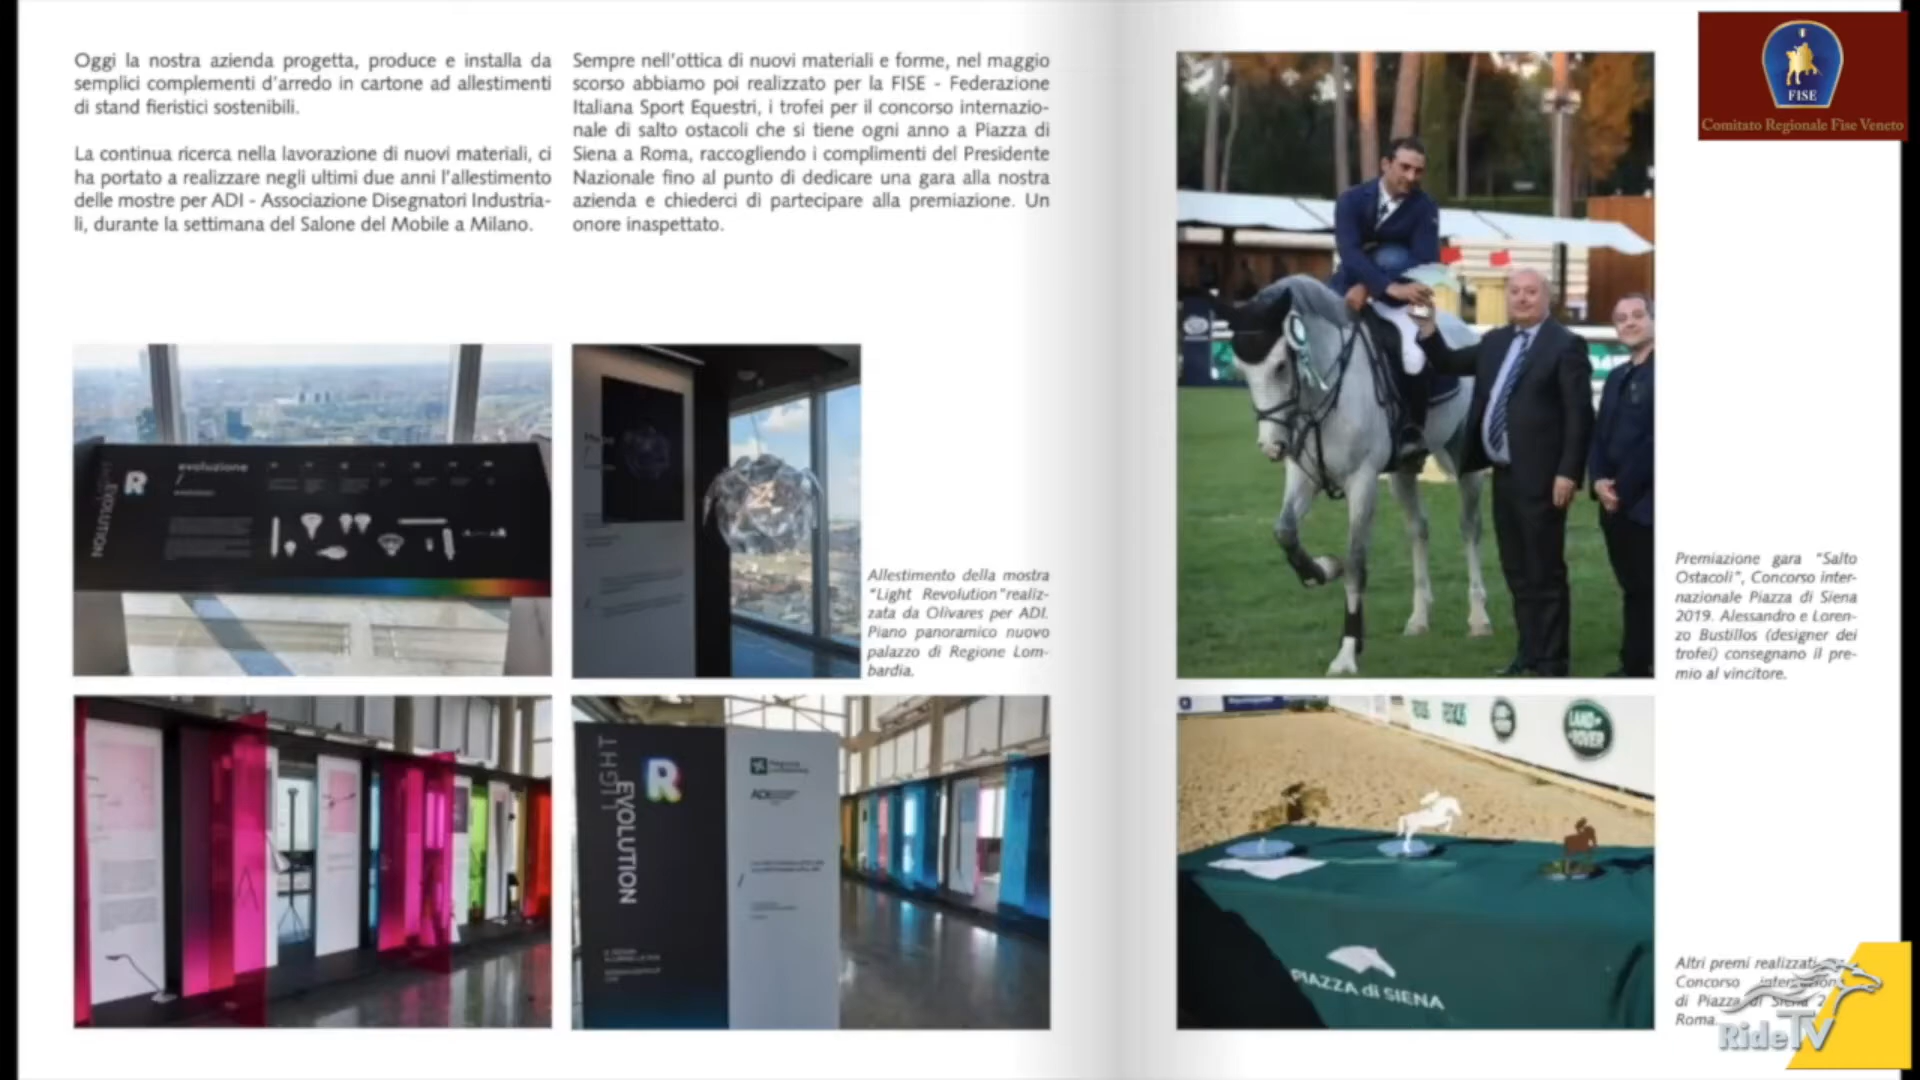 Oggi la nostra azienda progetta, produce e installa da
semplici complementi d'arredo in cartone ad allestimenti
di stand fieristici sostenibili.
La continua ricerca nella lavorazione di nuovi materiali, ci
ha portato a realizzare negli ultimi due anni l'allestimento
delle mostre per ADI - Associazione Disegnatori Industria-
li, durante la settimana del Salone del Mobile a Milano.
Sempre nell'ottica di nuovi materiali e forme, nel maggio
scorso abbiamo poi realizzato per la FISE - Federazione
Italiana Sport Equestri, i trofei per il concorso internazio-
nale di salto ostacoli che si tiene ogni anno a Piazza di
Siena a Roma, raccogliendo i complimenti del Presidente
Nazionale fino al punto di dedicare una gara alla nostra
azienda e chiederci di partecipare alla premiazione. Un
onore inaspettato.
FISE
Comitato Regionale Fise Veneto
evoluzione
R
EVOLUTION
Allestimento della mostra
"Light Revolution"realiz-
zata da Olivares per ADI.
Piano panoramico nuovo
palazzo di Regione Lom-
bardia.
LIGHT
R
EVOLUTION
ADI
Premiazione gara "Salto
Ostacoli", Concorso inter-
nazionale Piazza di Siena
2019. Alessandro e Loren-
zo Bustillos (designer dei
trofei) consegnano il pre-
mio al vincitore.
LAND ROVER
PIAZZA di SIENA
Altri premi realizzati
Concorso
di Piazza di Siena
Roma
RideTV